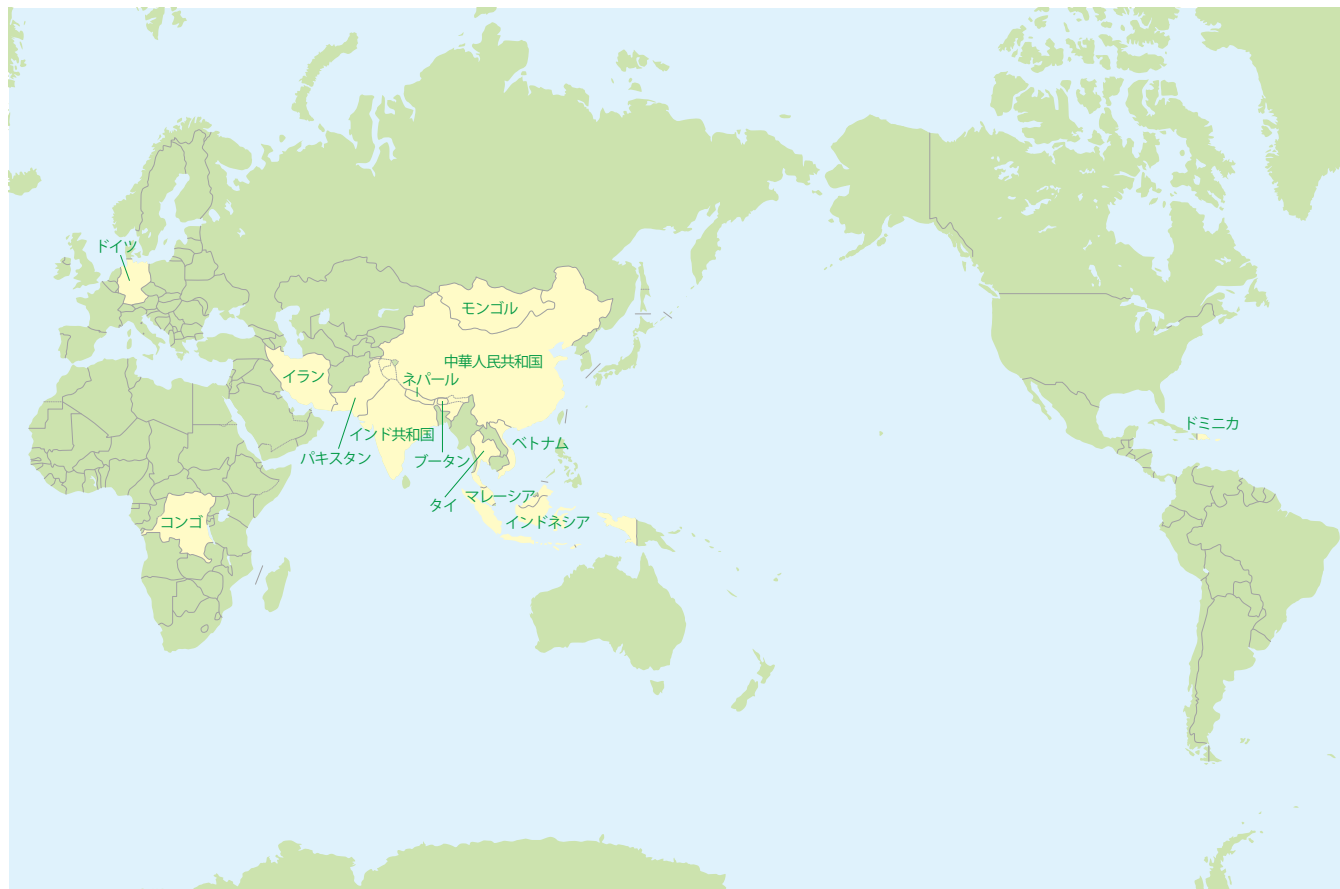 ドイツ
モンゴル
中華人民共和国
イラン
ネパール
ドミニカ
インド共和国
ベトナム
パキスタン
ブータン
タイ
マレーシア
コンゴ
インドネシア